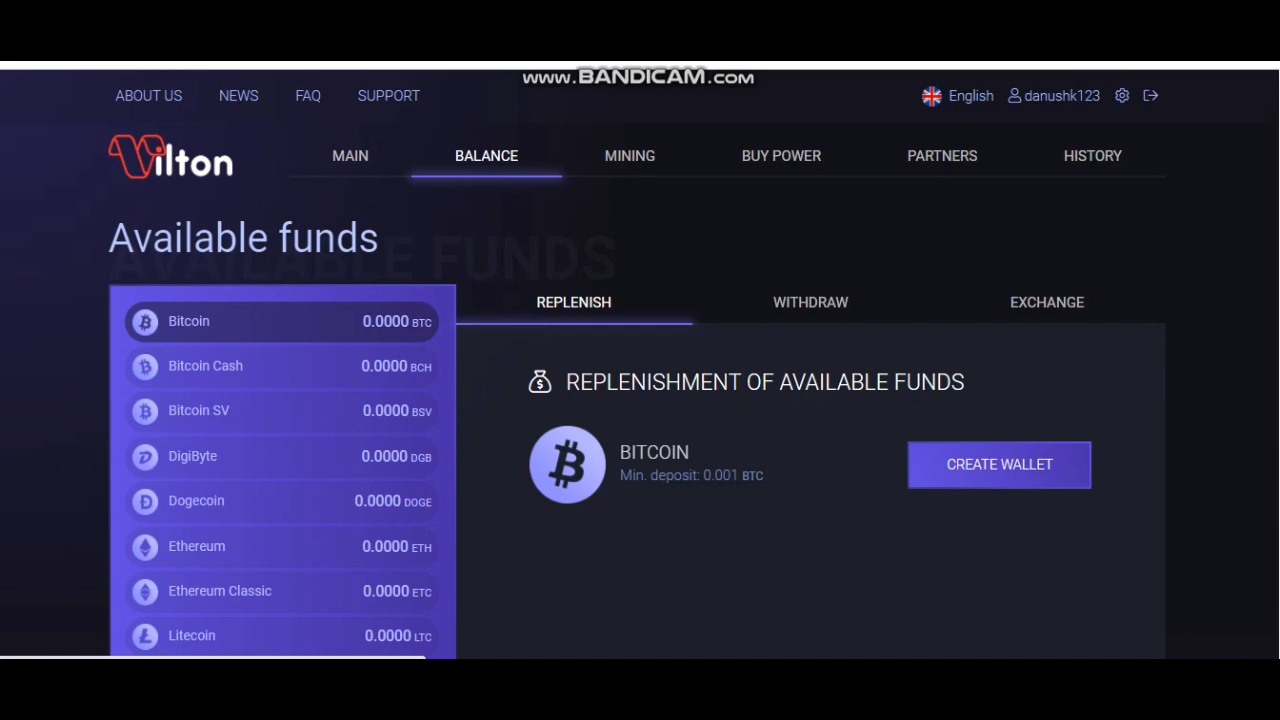 www.BANDICAM.com
ABOUT US NEWS FAQ SUPPORT English danushk123
Vilton MAIN BALANCE MINING BUY POWER PARTNERS HISTORY
Available funds
AVAILABLE FUNDS
REPLENISH WITHDRAW EXCHANGE
Bitcoin 0.0000 BTC
Bitcoin Cash 0.0000 BCH
Bitcoin SV 0.0000 BSV
DigiByte 0.0000 DGB
Dogecoin 0.0000 DOGE
Ethereum 0.0000 ETH
Ethereum Classic 0.0000 ETC
Litecoin 0.0000 LTC
REPLENISHMENT OF AVAILABLE FUNDS
BITCOIN
Min. deposit: 0.001 BTC
CREATE WALLET